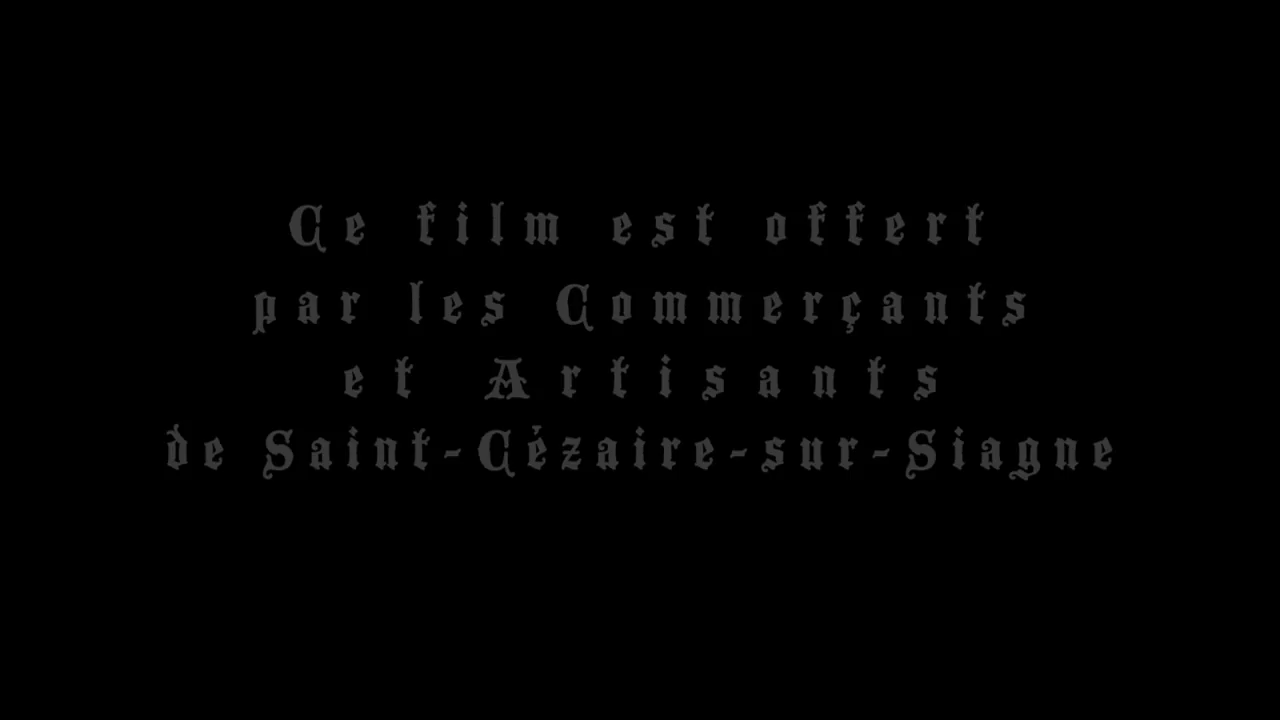 Ce film est offert
par les Commerçants
et Artisants
de Saint-Cézaire-sur-Siagne